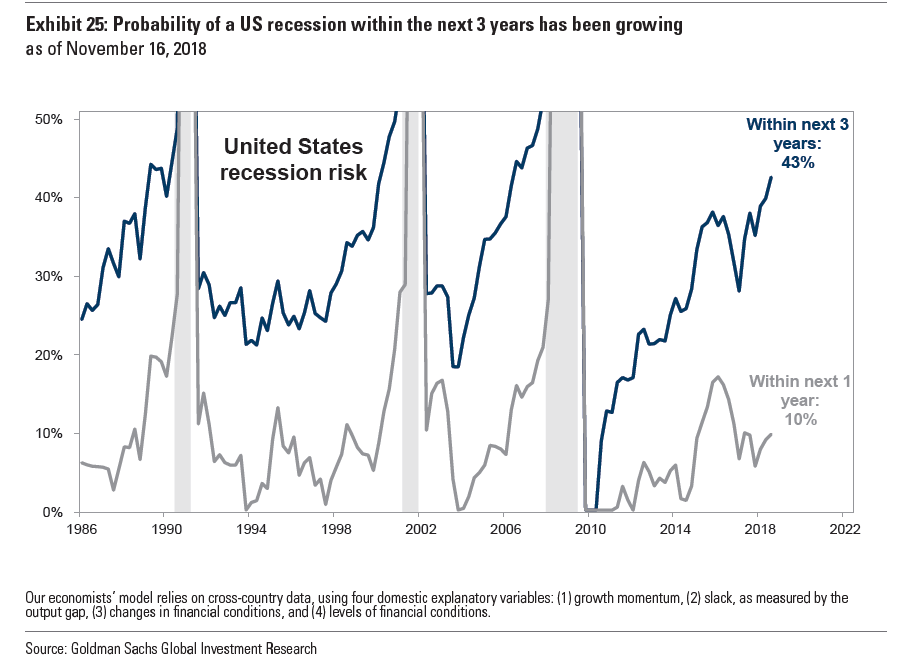 Exhibit 25: Probability of a US recession within the next 3 years has been growing
as of November 16, 2018
50%
40%
30%
20%
10%
0%
United States
recession risk
Within next 3
years:
43%
Within next 1
year:
10%
1986 1990 1994 1998 2002 2006 2010 2014 2018 2022
Our economists' model relies on cross-country data, using four domestic explanatory variables: (1) growth momentum, (2) slack, as measured by the
output gap, (3) changes in financial conditions, and (4) levels of financial conditions.
Source: Goldman Sachs Global Investment Research